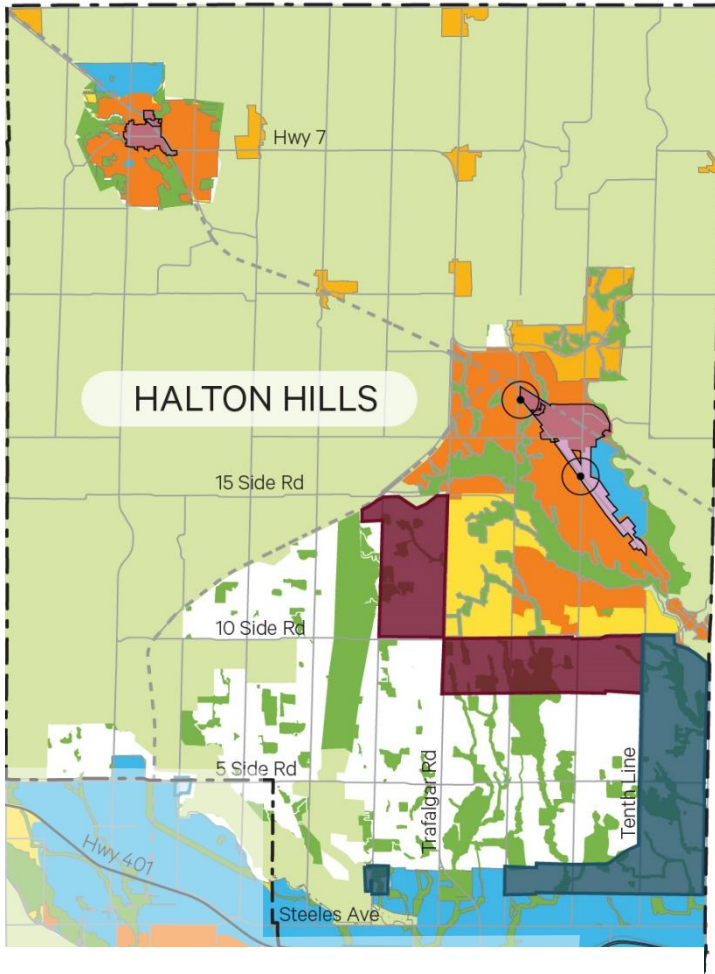 Hwy 7
HALTON HILLS
15 Side Rd
10 Side Rd
5 Side Rd
Trafalgar Rd
Tenth Line
Hwy 401
Steeles Ave